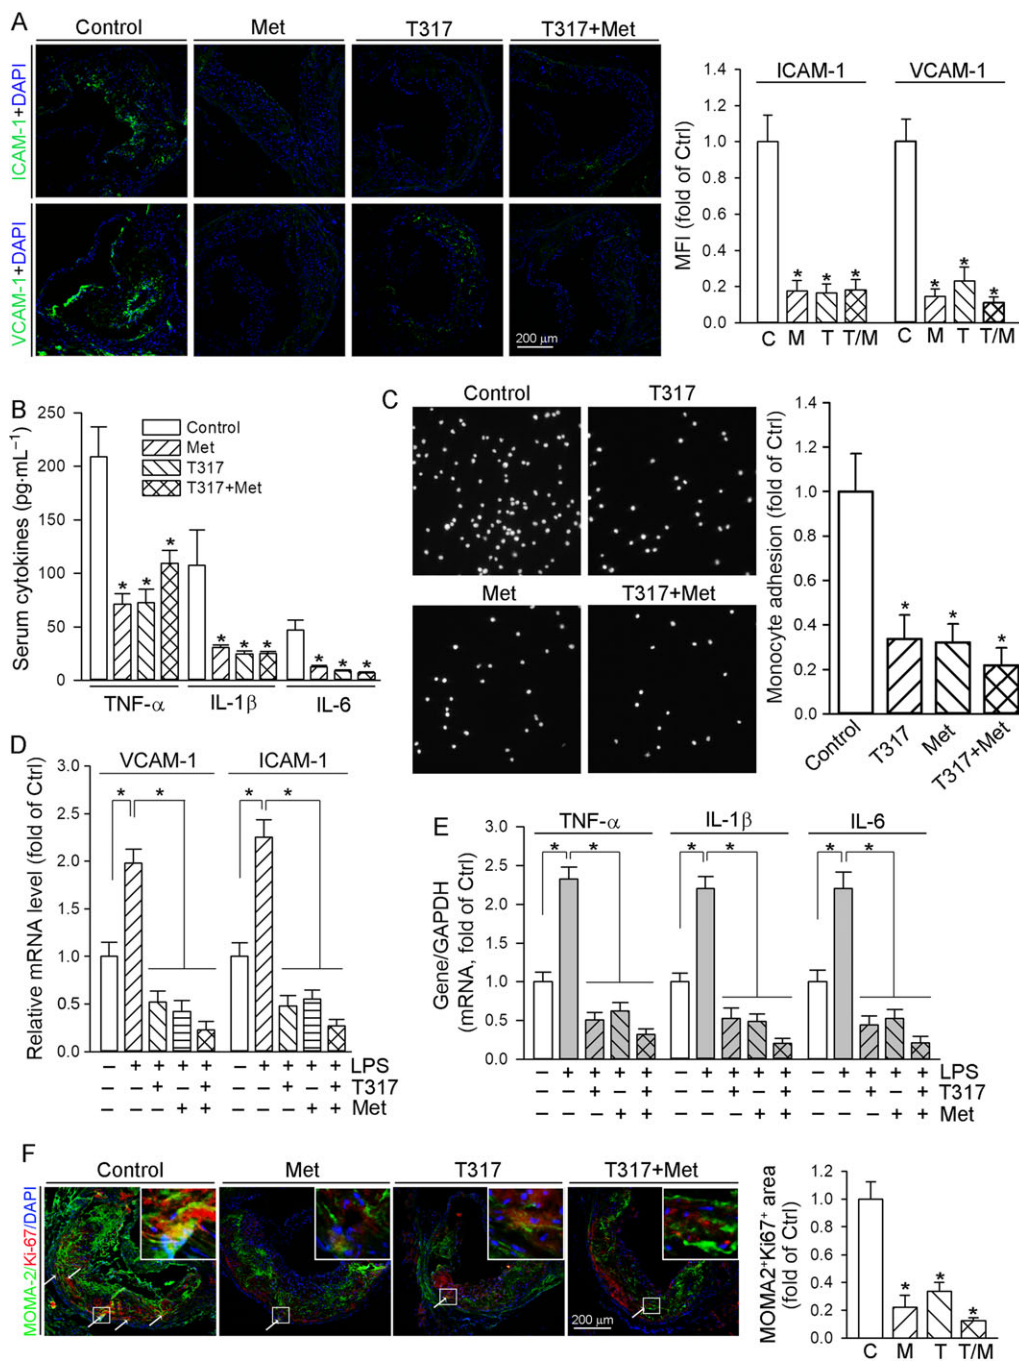 A
Control Met T317 T317+Met
ICAM-1+DAPI
VCAM-1+DAPI
200 µm
ICAM-1 VCAM-1
MFI (fold of Ctrl)
1.4
1.2
1.0
0.8
0.6
0.4
0.2
0.0
* * * * * *
C M T T/M C M T T/M
B
Serum cytokines (pg·mL⁻¹)
250
200
150
100
50
0
Control
Met
T317
T317+Met
* * * * * * * * *
TNF-α IL-1β IL-6
C
Control T317
Met T317+Met
Monocyte adhesion (fold of Ctrl)
1.4
1.2
1.0
0.8
0.6
0.4
0.2
0.0
* * *
Control T317 Met T317+Met
D
VCAM-1 ICAM-1
Relative mRNA level (fold of Ctrl)
3.0
2.5
2.0
1.5
1.0
0.5
0.0
* * * *
– + + + + – + + + + LPS
– – + – + – – + – + T317
– – – + + – – – + + Met
E
TNF-α IL-1β IL-6
Gene/GAPDH
(mRNA, fold of Ctrl)
3.0
2.5
2.0
1.5
1.0
0.5
0.0
* * * * * *
– + + + + – + + + + – + + + + LPS
– – + – + – – + – + – – + – + T317
– – – + + – – – + + – – – + + Met
F
Control Met T317 T317+Met
MOMA-2/Ki-67/DAPI
200 µm
MOMA2⁺Ki67⁺ area
(fold of Ctrl)
1.2
1.0
0.8
0.6
0.4
0.2
0.0
* * *
C M T T/M